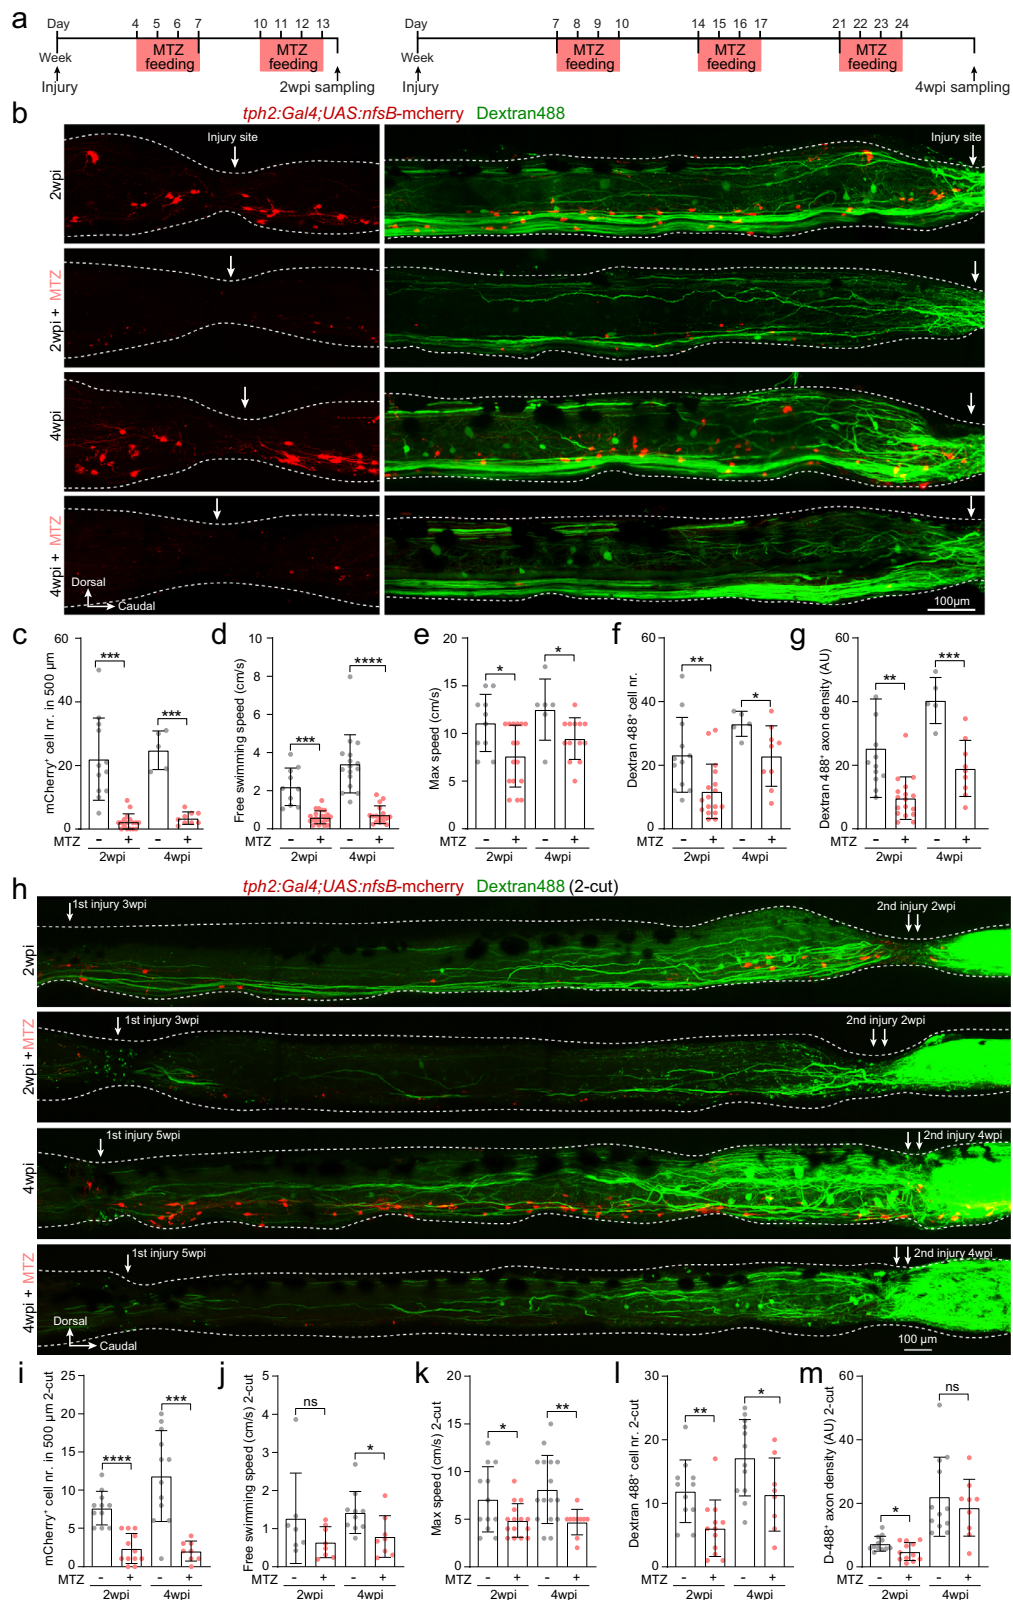 a
Day 4 5 6 7 10 11 12 13
MTZ feeding MTZ feeding
Week
Injury 2wpi sampling
Day 7 8 9 10 14 15 16 17 21 22 23 24
MTZ feeding MTZ feeding MTZ feeding
Week
Injury 4wpi sampling
b
tph2:Gal4;UAS:nfsB-mcherry Dextran488
2wpi
Injury site
Injury site
2wpi + MTZ
4wpi
4wpi + MTZ
Dorsal
Caudal
100µm
c
mCherry⁺ cell nr. in 500 µm
60
40
20
0
*** ***
MTZ - + - +
2wpi 4wpi
d
Free swimming speed (cm/s)
10
8
6
4
2
0
*** ****
MTZ - + - +
2wpi 4wpi
e
Max speed (cm/s)
20
15
10
5
0
* *
MTZ - + - +
2wpi 4wpi
f
Dextran 488⁺ cell nr.
60
40
20
0
** *
MTZ - + - +
2wpi 4wpi
g
Dextran 488⁺ axon density (AU)
60
40
20
0
** ***
MTZ - + - +
2wpi 4wpi
h
tph2:Gal4;UAS:nfsB-mcherry Dextran488 (2-cut)
2wpi
1st injury 3wpi
2nd injury 2wpi
2wpi + MTZ
1st injury 3wpi
2nd injury 2wpi
4wpi
1st injury 5wpi
2nd injury 4wpi
4wpi + MTZ
1st injury 5wpi
2nd injury 4wpi
Dorsal
Caudal
100 µm
i
mCherry⁺ cell nr. in 500 µm 2-cut
25
20
15
10
5
0
**** ***
MTZ - + - +
2wpi 4wpi
j
Free swimming speed (cm/s) 2-cut
5
4
3
2
1
0
ns *
MTZ - + - +
2wpi 4wpi
k
Max speed (cm/s) 2-cut
20
15
10
5
0
* **
MTZ - + - +
2wpi 4wpi
l
Dextran 488⁺ cell nr. 2-cut
30
20
10
0
** *
MTZ - + - +
2wpi 4wpi
m
D-488⁺ axon density (AU) 2-cut
60
40
20
0
* ns
MTZ - + - +
2wpi 4wpi